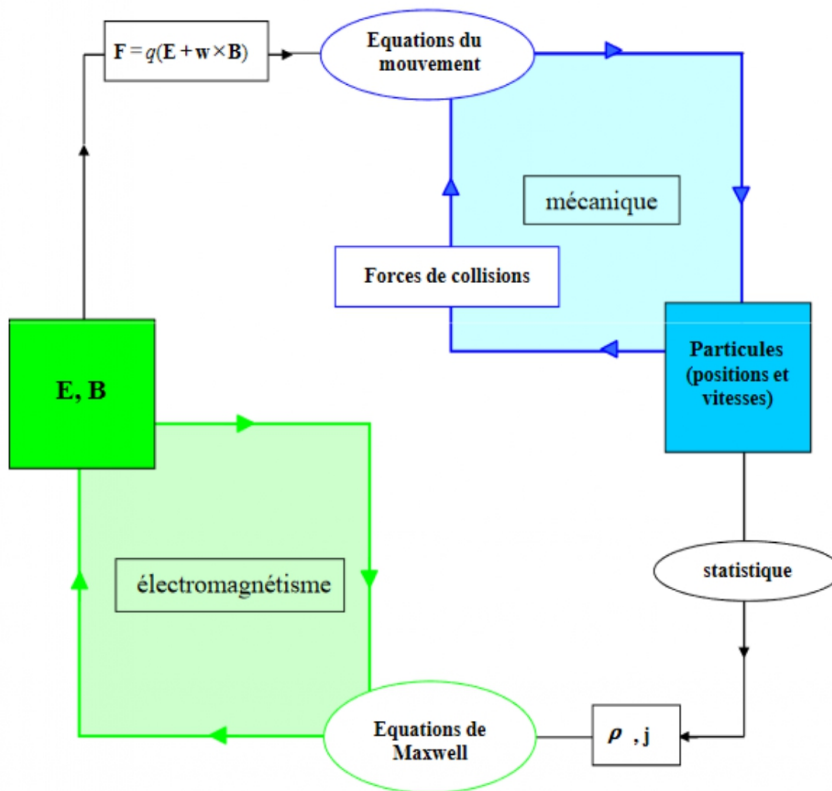 F = q(E + w × B)
Equations du
mouvement
mécanique
Forces de collisions
Particules
(positions et
vitesses)
E, B
statistique
électromagnétisme
Equations de
Maxwell
ρ , j